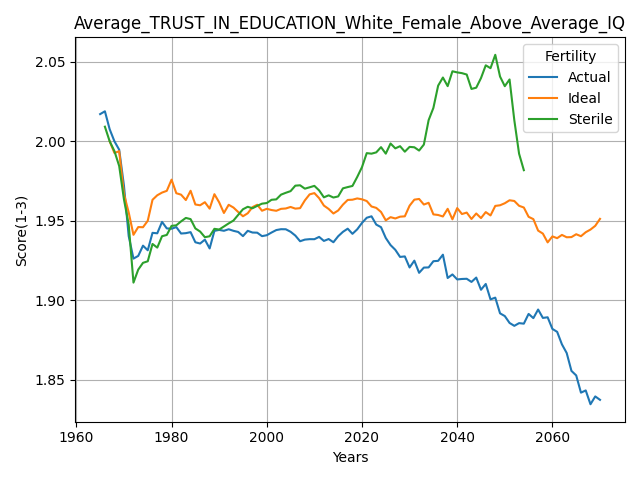 Average_TRUST_IN_EDUCATION_White_Female_Above_Average_IQ
Fertility
Actual
Ideal
Sterile
Score(1-3)
2.05
2.00
1.95
1.90
1.85
1960
1980
2000
2020
2040
2060
Years